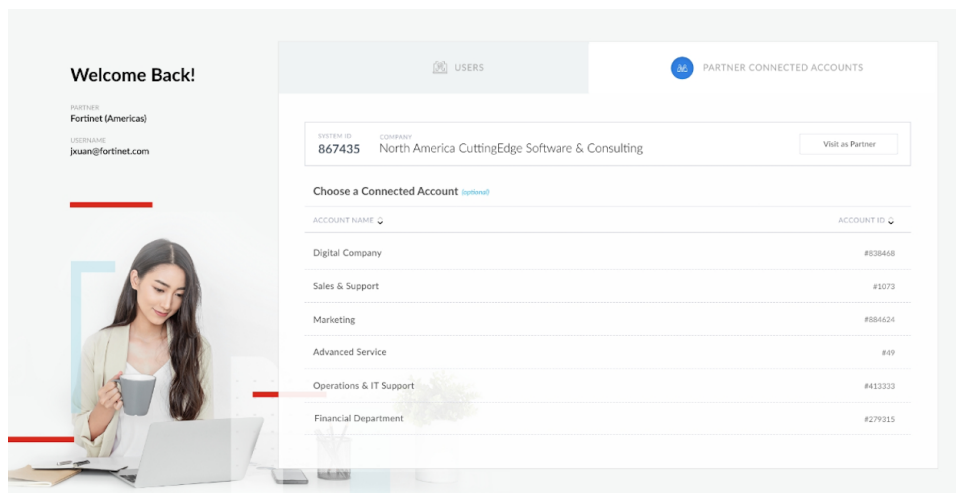 Welcome Back!
PARTNER
Fortinet (Americas)
USERNAME
jxuan@fortinet.com
USERS
PARTNER CONNECTED ACCOUNTS
SYSTEM ID
867435
COMPANY
North America CuttingEdge Software & Consulting
Visit as Partner
Choose a Connected Account (optional)
ACCOUNT NAME ACCOUNT ID
Digital Company #838468
Sales & Support #1073
Marketing #884624
Advanced Service #49
Operations & IT Support #413333
Financial Department #279315